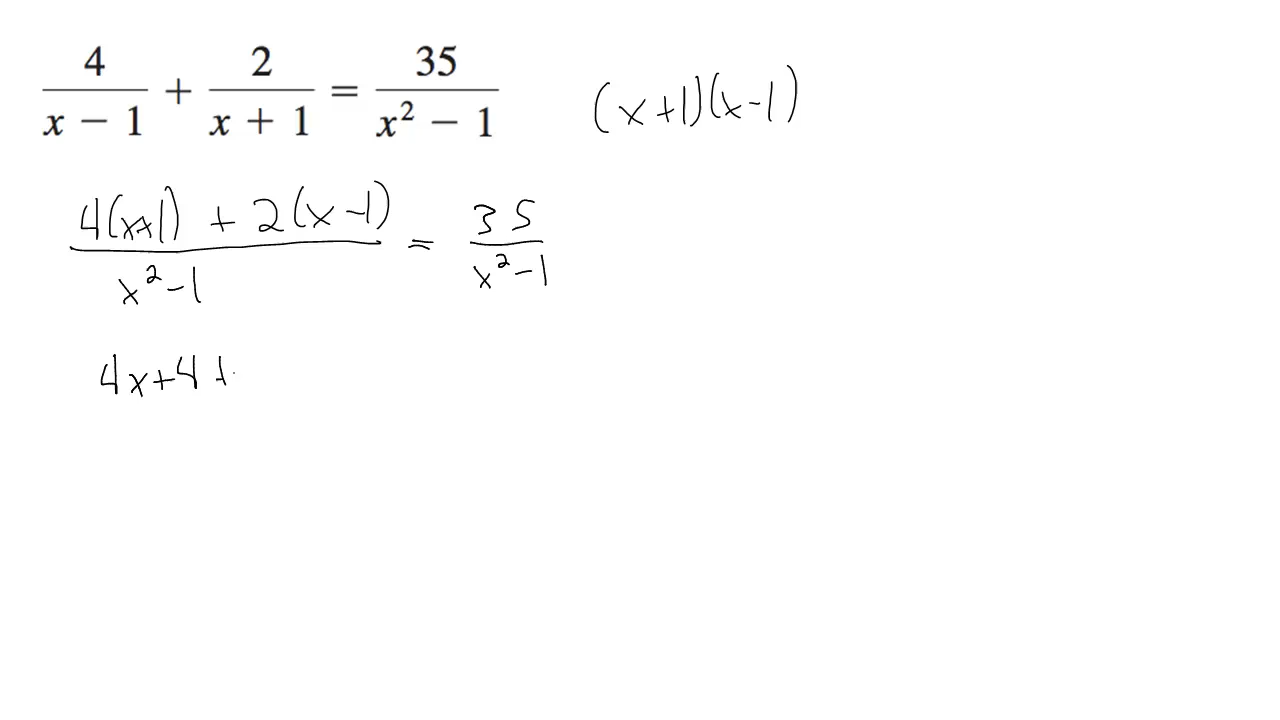 4/(x − 1) + 2/(x + 1) = 35/(x² − 1) (x+1)(x-1)
(4(x+1) + 2(x-1))/(x²-1) = 35/(x²-1)
4x+4+